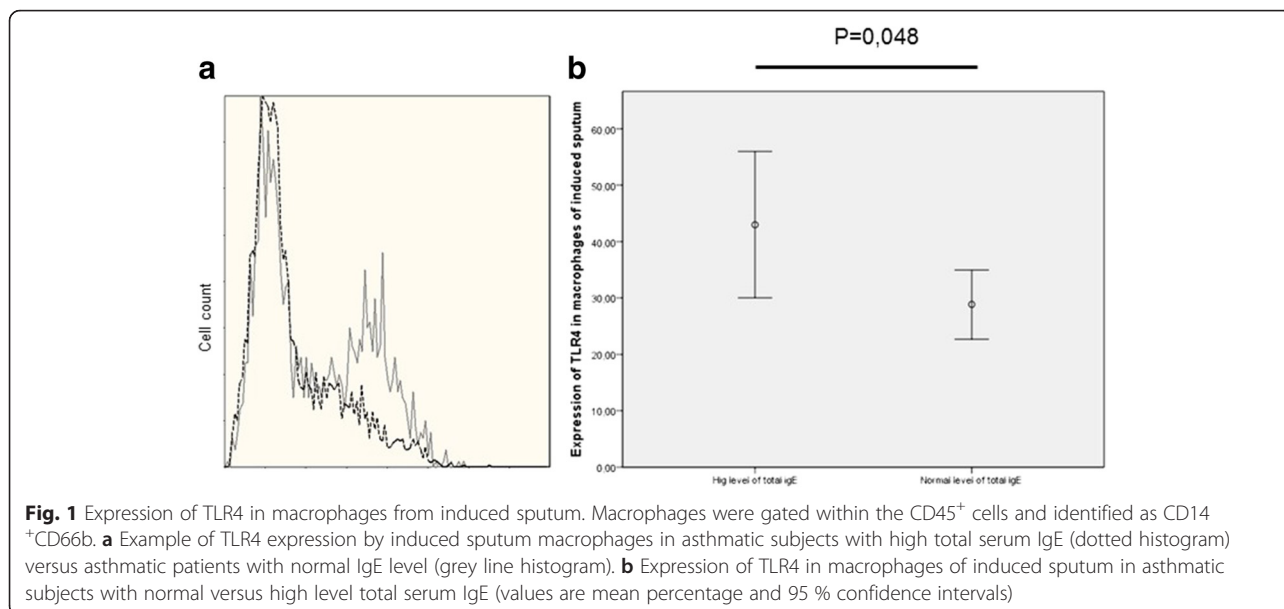 P=0,048
a
b
Cell count
Expression of TLR4 in macrophages of induced sputum
60.00
50.00
40.00
30.00
20.00
10.00
0.00
Hig level of total IgE
Normal level of total IgE
Fig. 1 Expression of TLR4 in macrophages from induced sputum. Macrophages were gated within the CD45⁺ cells and identified as CD14
⁺CD66b. a Example of TLR4 expression by induced sputum macrophages in asthmatic subjects with high total serum IgE (dotted histogram)
versus asthmatic patients with normal IgE level (grey line histogram). b Expression of TLR4 in macrophages of induced sputum in asthmatic
subjects with normal versus high level total serum IgE (values are mean percentage and 95 % confidence intervals)